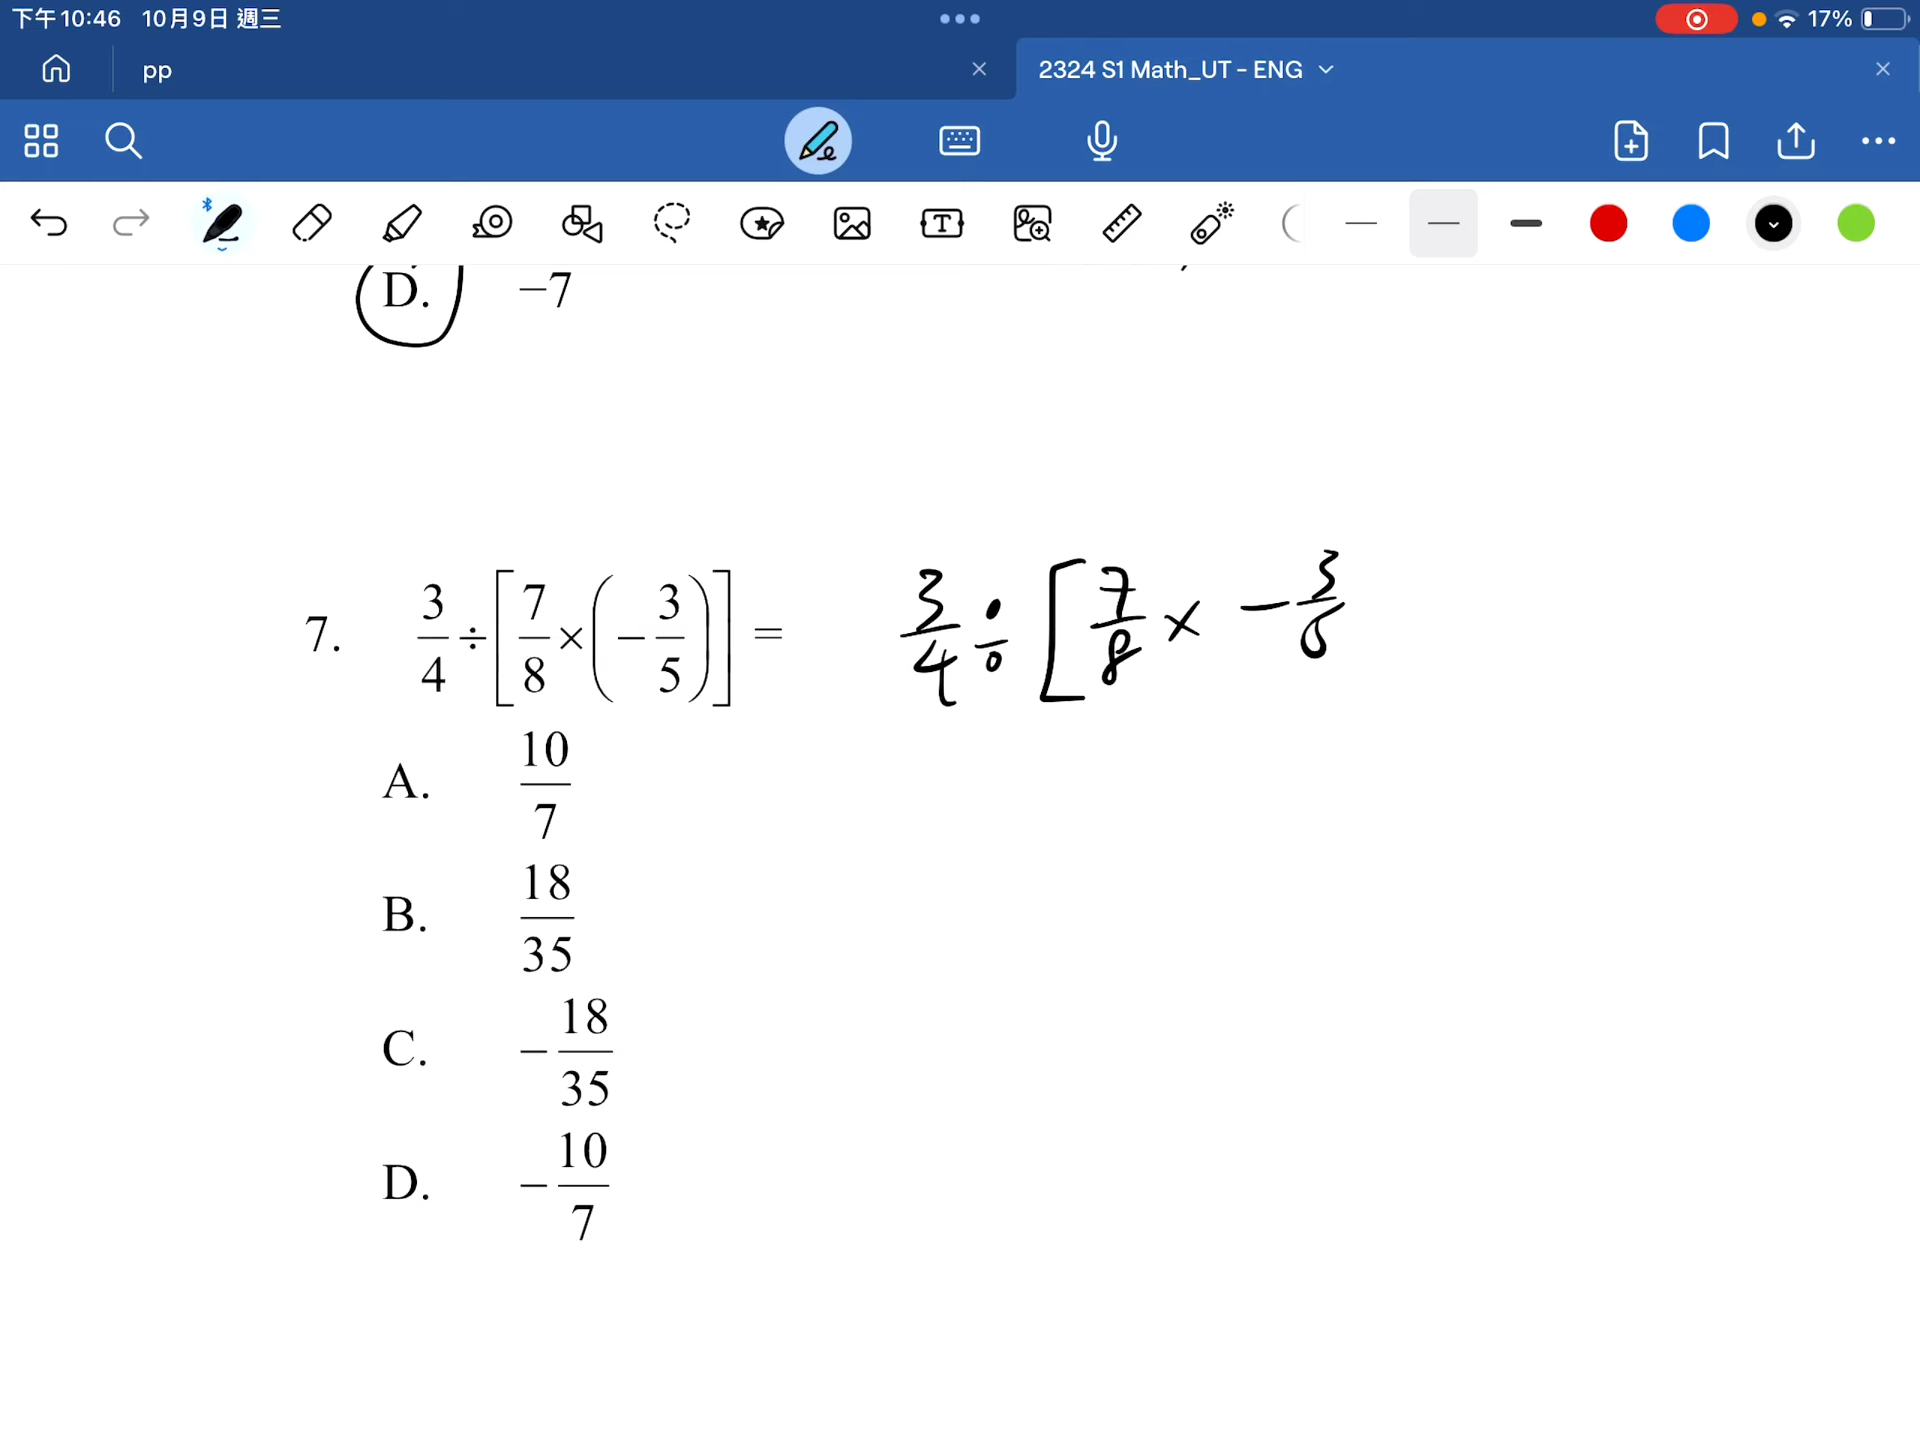 下午10:46 10月9日 週三 17%
pp 2324 S1 Math_UT - ENG
D. −7
7. 3/4 ÷ [7/8 × (−3/5)] = 3/4 ÷ [7/8 × −3/
A. 10/7
B. 18/35
C. −18/35
D. −10/7